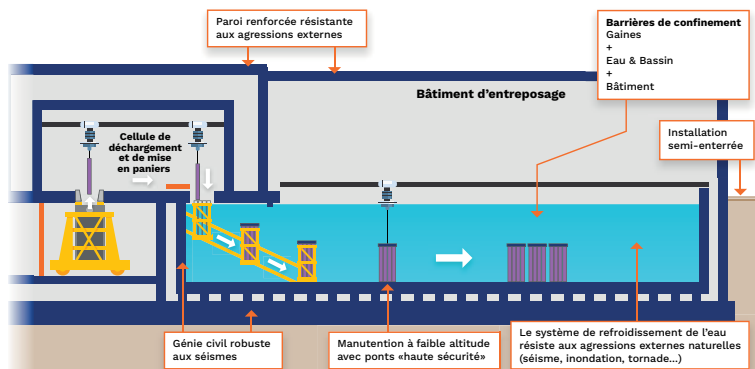 Paroi renforcée résistante
aux agressions externes
Barrières de confinement
Gaines
+
Eau & Bassin
+
Bâtiment
Bâtiment d'entreposage
Installation
semi-enterrée
Cellule de
déchargement
et de mise
en paniers
Génie civil robuste
aux séismes
Manutention à faible altitude
avec ponts «haute sécurité»
Le système de refroidissement de l'eau
résiste aux agressions externes naturelles
(séisme, inondation, tornade...)